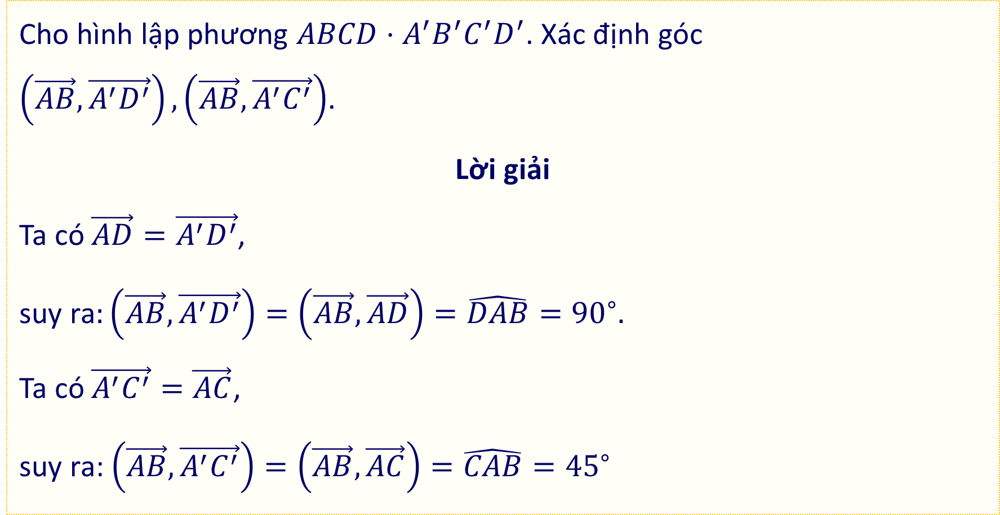 Cho hình lập phương $ABCD \cdot A'B'C'D'$. Xác định góc
$\left(\overrightarrow{AB}, \overrightarrow{A'D'}\right), \left(\overrightarrow{AB}, \overrightarrow{A'C'}\right)$.
Lời giải
Ta có $\overrightarrow{AD} = \overrightarrow{A'D'}$,
suy ra: $\left(\overrightarrow{AB}, \overrightarrow{A'D'}\right) = \left(\overrightarrow{AB}, \overrightarrow{AD}\right) = \widehat{DAB} = 90^\circ$.
Ta có $\overrightarrow{A'C'} = \overrightarrow{AC}$,
suy ra: $\left(\overrightarrow{AB}, \overrightarrow{A'C'}\right) = \left(\overrightarrow{AB}, \overrightarrow{AC}\right) = \widehat{CAB} = 45^\circ$